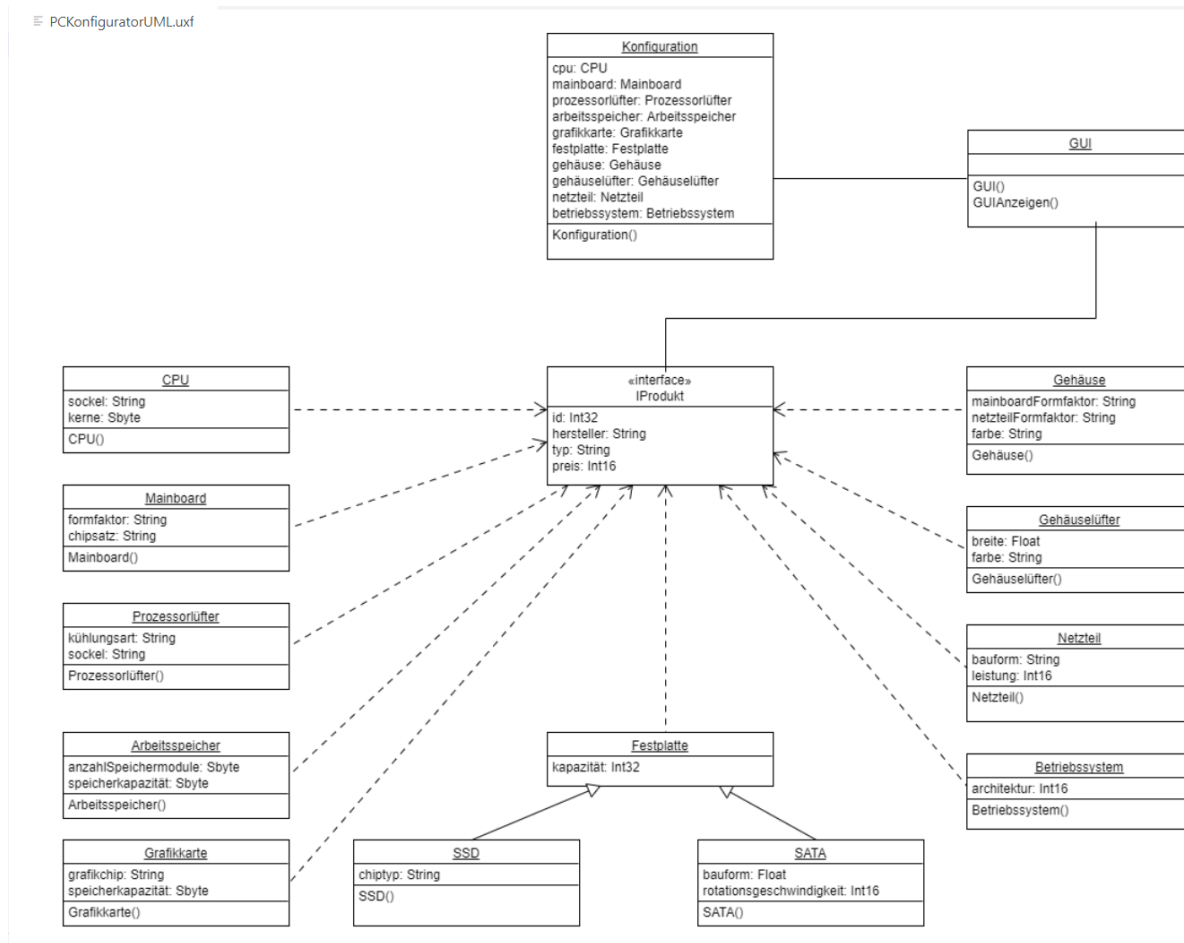 PCKonfiguratorUML.uxf
Konfiguration
cpu: CPU
mainboard: Mainboard
prozessorlüfter: Prozessorlüfter
arbeitsspeicher: Arbeitsspeicher
grafikkarte: Grafikkarte
festplatte: Festplatte
gehäuse: Gehäuse
gehäuselüfter: Gehäuselüfter
netzteil: Netzteil
betriebssystem: Betriebssystem
Konfiguration()
GUI
GUI()
GUIAnzeigen()
CPU
sockel: String
kerne: Sbyte
CPU()
«interface»
IProdukt
id: Int32
hersteller: String
typ: String
preis: Int16
Gehäuse
mainboardFormfaktor: String
netzteilFormfaktor: String
farbe: String
Gehäuse()
Mainboard
formfaktor: String
chipsatz: String
Mainboard()
Gehäuselüfter
breite: Float
farbe: String
Gehäuselüfter()
Prozessorlüfter
kühlungsart: String
sockel: String
Prozessorlüfter()
Netzteil
bauform: String
leistung: Int16
Netzteil()
Arbeitsspeicher
anzahlSpeichermodule: Sbyte
speicherkapazität: Sbyte
Arbeitsspeicher()
Festplatte
kapazität: Int32
Betriebssystem
architektur: Int16
Betriebssystem()
Grafikkarte
grafikchip: String
speicherkapazität: Sbyte
Grafikkarte()
SSD
chiptyp: String
SSD()
SATA
bauform: Float
rotationsgeschwindigkeit: Int16
SATA()